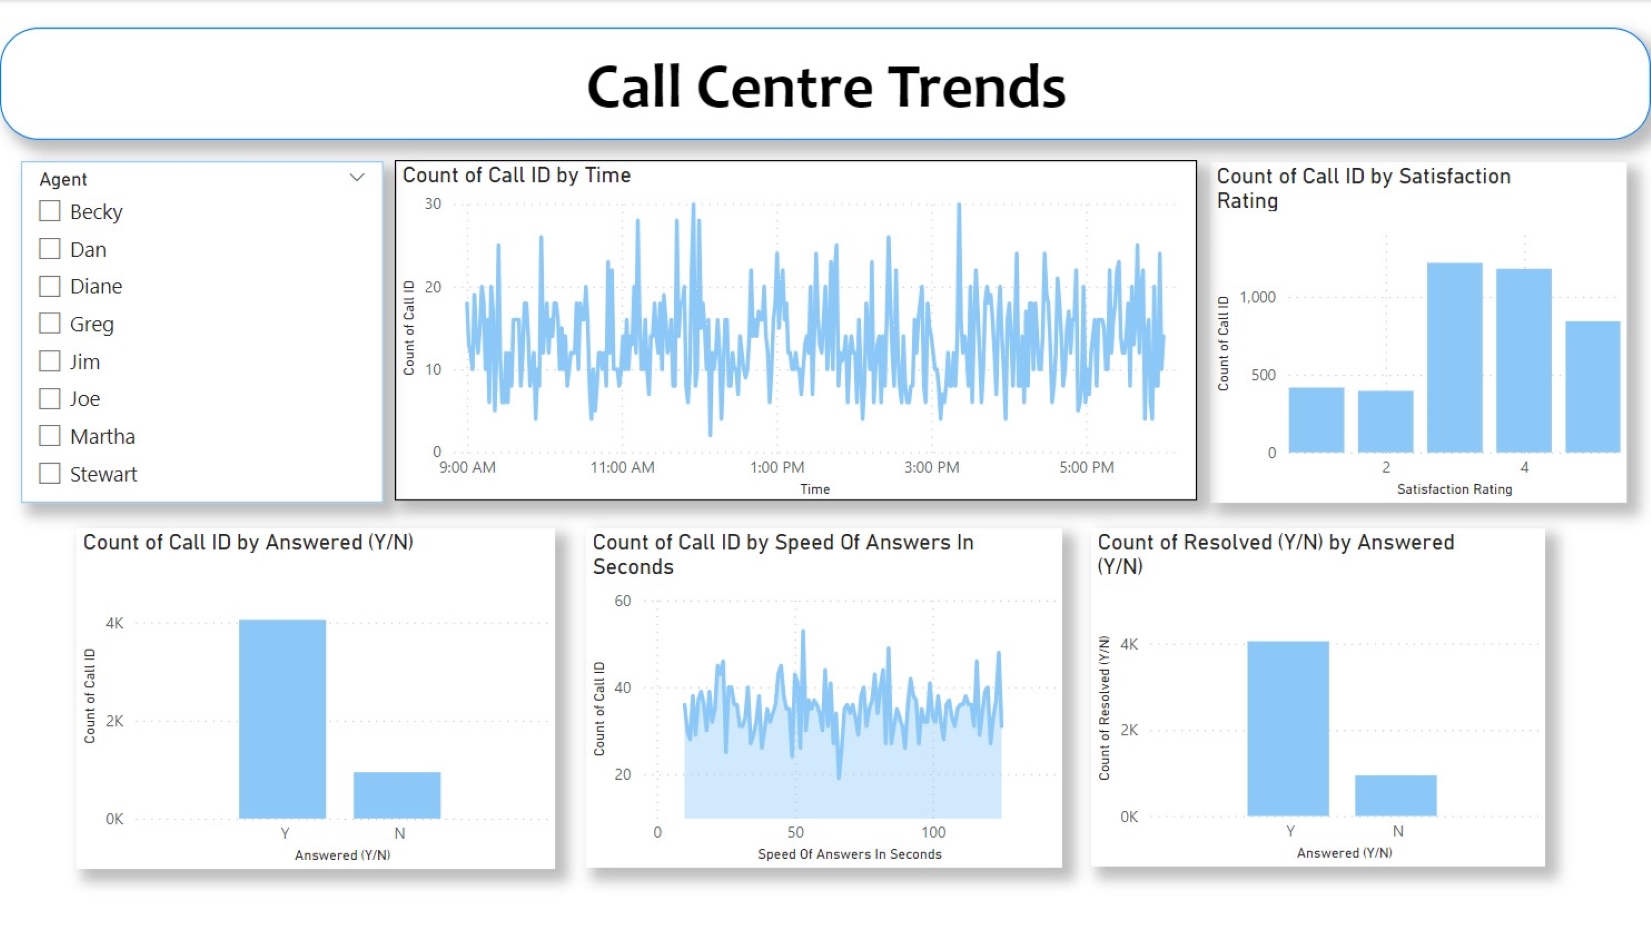 Call Centre Trends
Agent
Becky
Dan
Diane
Greg
Jim
Joe
Martha
Stewart
Count of Call ID by Time
Count of Call ID
30
20
10
0
9:00 AM 11:00 AM 1:00 PM 3:00 PM 5:00 PM
Time
Count of Call ID by Satisfaction
Rating
Count of Call ID
1,000
500
0
2 4
Satisfaction Rating
Count of Call ID by Answered (Y/N)
Count of Call ID
4K
2K
0K
Y N
Answered (Y/N)
Count of Call ID by Speed Of Answers In
Seconds
Count of Call ID
60
40
20
0 50 100
Speed Of Answers In Seconds
Count of Resolved (Y/N) by Answered
(Y/N)
Count of Resolved (Y/N)
4K
2K
0K
Y N
Answered (Y/N)